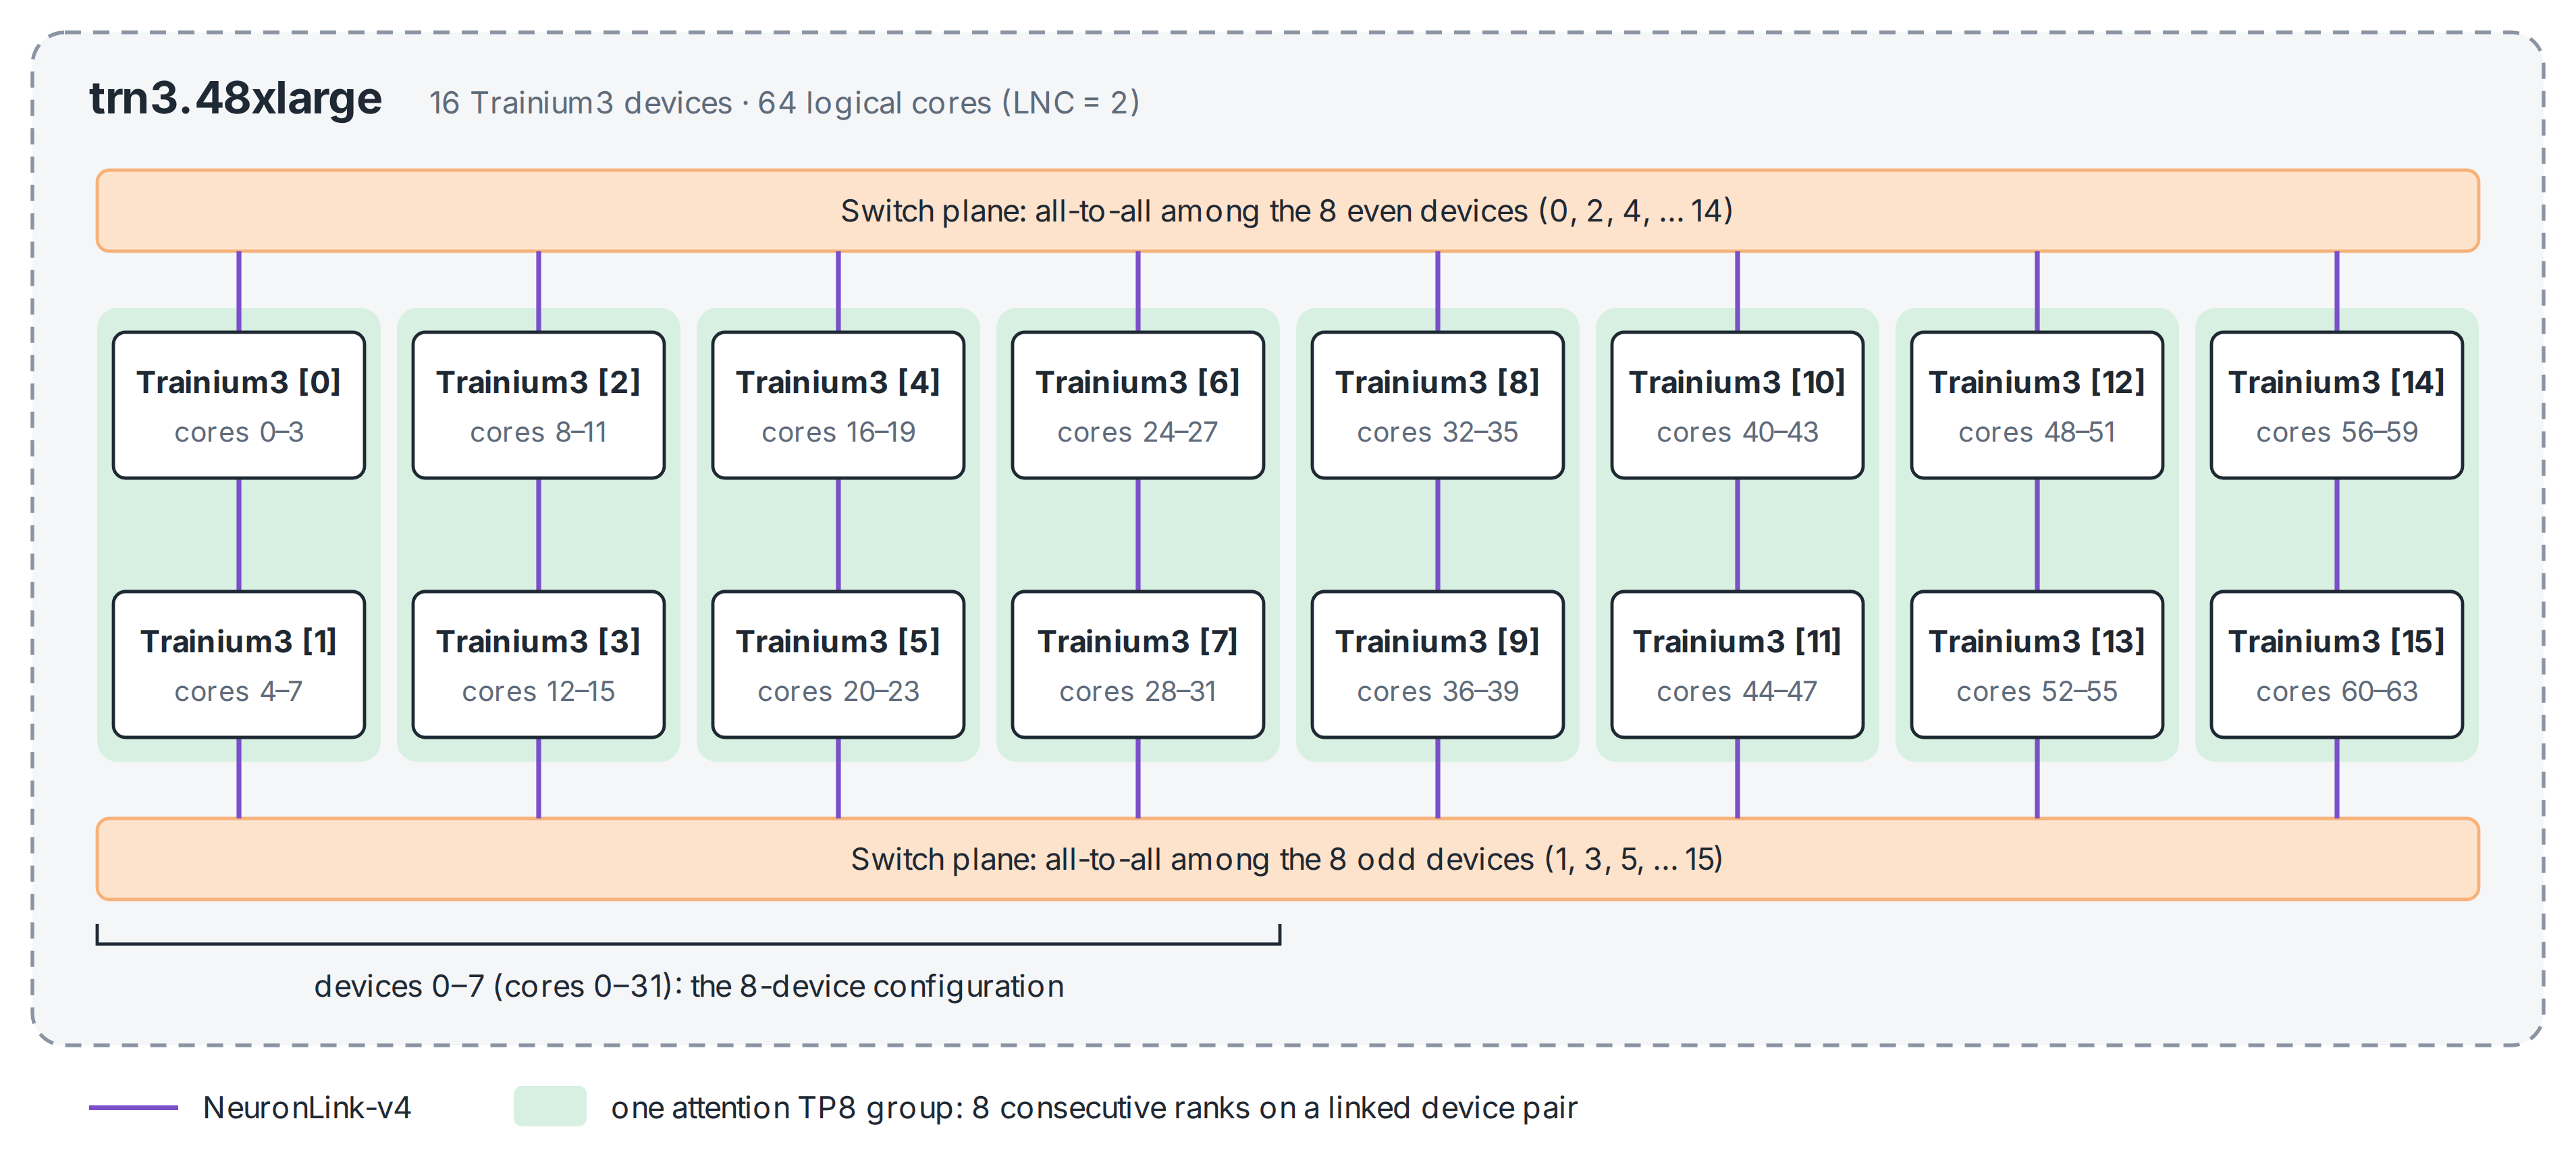 trn3.48xlarge 16 Trainium3 devices · 64 logical cores (LNC = 2)
Switch plane: all-to-all among the 8 even devices (0, 2, 4, ... 14)
Trainium3 [0] Trainium3 [2] Trainium3 [4] Trainium3 [6] Trainium3 [8] Trainium3 [10] Trainium3 [12] Trainium3 [14]
cores 0–3 cores 8–11 cores 16–19 cores 24–27 cores 32–35 cores 40–43 cores 48–51 cores 56–59
Trainium3 [1] Trainium3 [3] Trainium3 [5] Trainium3 [7] Trainium3 [9] Trainium3 [11] Trainium3 [13] Trainium3 [15]
cores 4–7 cores 12–15 cores 20–23 cores 28–31 cores 36–39 cores 44–47 cores 52–55 cores 60–63
Switch plane: all-to-all among the 8 odd devices (1, 3, 5, ... 15)
devices 0–7 (cores 0–31): the 8-device configuration
NeuronLink-v4 one attention TP8 group: 8 consecutive ranks on a linked device pair